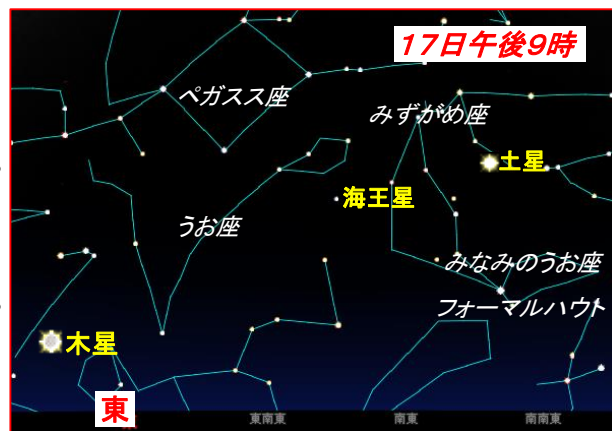 17日午後9時
ペガスス座
みずがめ座
土星
海王星
うお座
みなみのうお座
フォーマルハウト
木星
東
東南東
南東
南南東